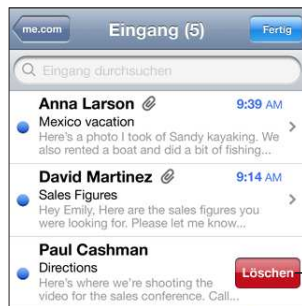 me.com Eingang (5) Fertig
Eingang durchsuchen
Anna Larson 9:39 AM
Mexico vacation
Here's a photo I took of Sandy kayaking. We
also rented a boat and did a bit of fishing...
David Martinez 9:14 AM
Sales Figures
Hey Emily, Here are the sales figures you
were looking for. Please let me know...
Paul Cashman
Directions
Löschen
Here's where we're shooting the
video for the sales conference. Call...